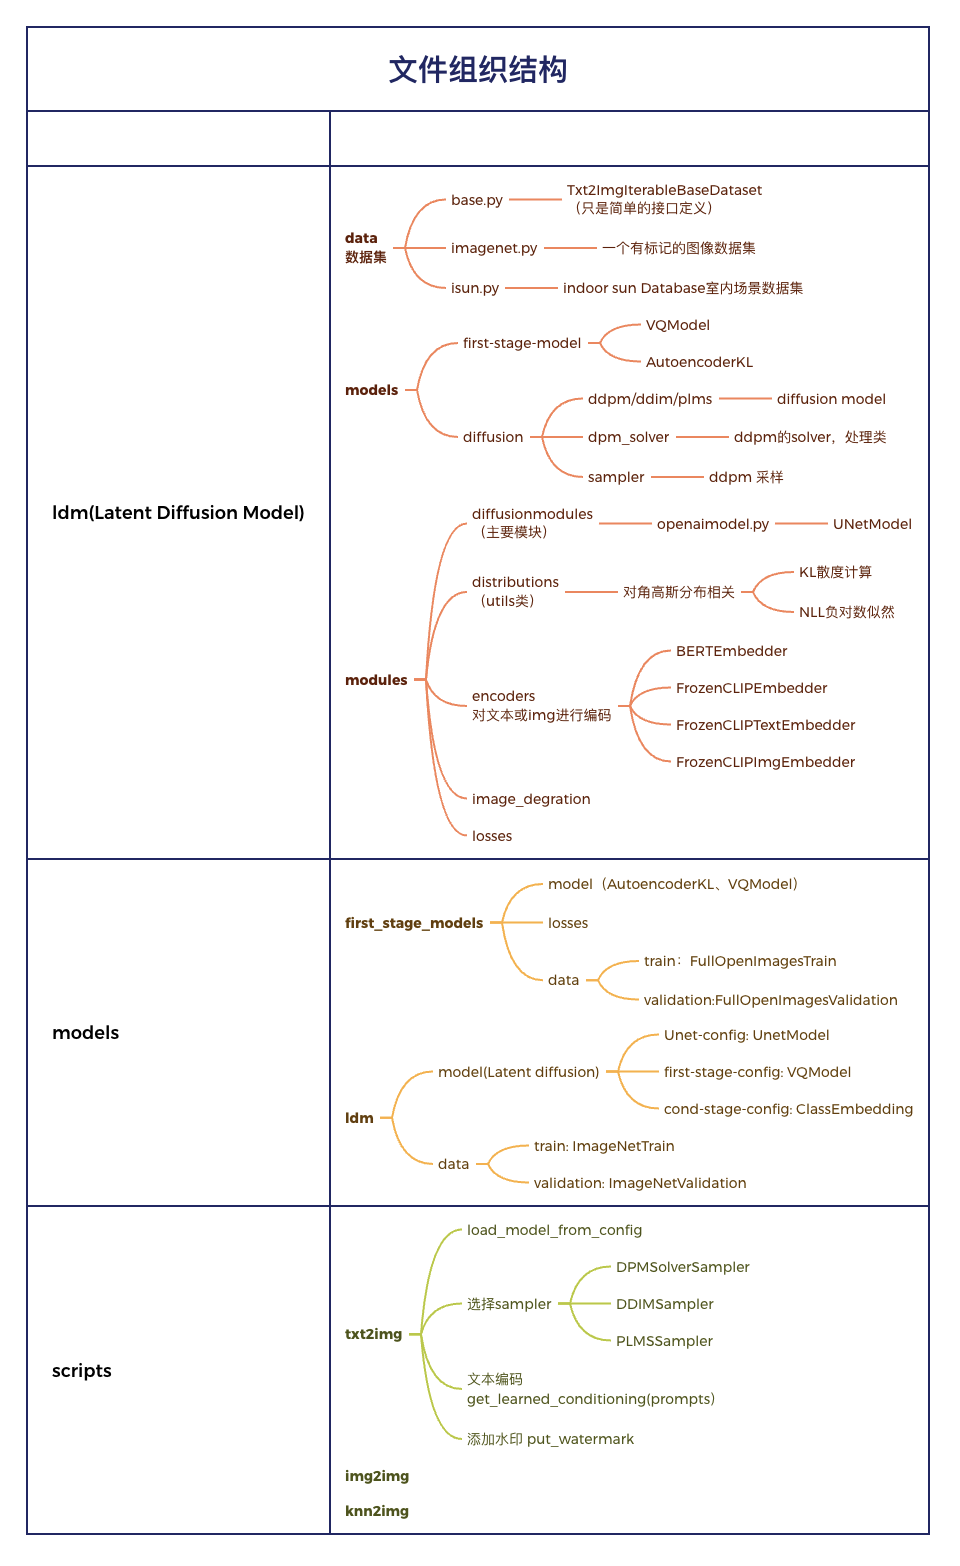 文件组织结构
ldm(Latent Diffusion Model)
data
数据集
base.py
Txt2ImgIterableBaseDataset
（只是简单的接口定义）
imagenet.py
一个有标记的图像数据集
isun.py
indoor sun Database室内场景数据集
models
first-stage-model
VQModel
AutoencoderKL
diffusion
ddpm/ddim/plms
diffusion model
dpm_solver
ddpm的solver，处理类
sampler
ddpm 采样
modules
diffusionmodules
（主要模块）
openaimodel.py
UNetModel
distributions
（utils类）
对角高斯分布相关
KL散度计算
NLL负对数似然
encoders
对文本或img进行编码
BERTEmbedder
FrozenCLIPEmbedder
FrozenCLIPTextEmbedder
FrozenCLIPImgEmbedder
image_degration
losses
models
first_stage_models
model（AutoencoderKL、VQModel）
losses
data
train：FullOpenImagesTrain
validation:FullOpenImagesValidation
ldm
model(Latent diffusion)
Unet-config: UnetModel
first-stage-config: VQModel
cond-stage-config: ClassEmbedding
data
train: ImageNetTrain
validation: ImageNetValidation
scripts
txt2img
load_model_from_config
选择sampler
DPMSolverSampler
DDIMSampler
PLMSSampler
文本编码
get_learned_conditioning(prompts)
添加水印 put_watermark
img2img
knn2img